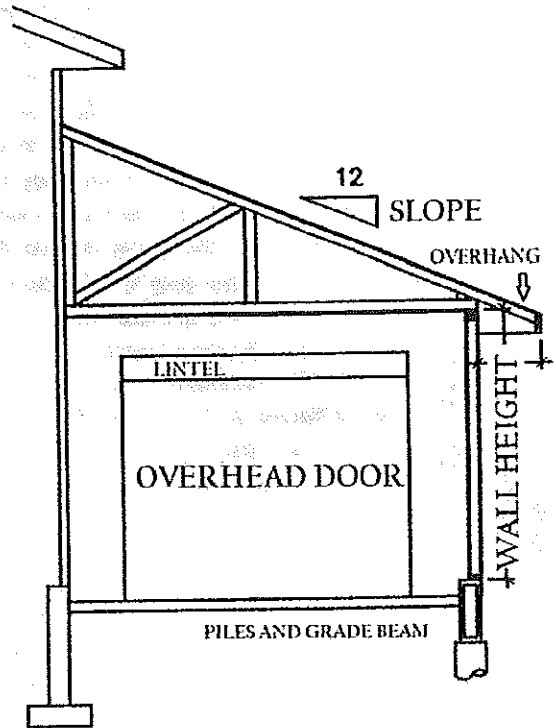 12
SLOPE
OVERHANG
LINTEL
OVERHEAD DOOR
WALL HEIGHT
PILES AND GRADE BEAM